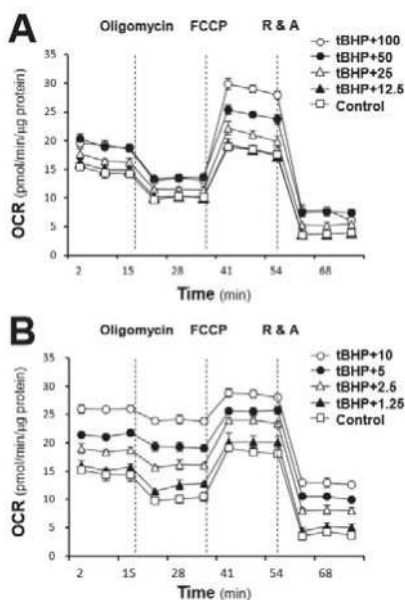 A
Oligomycin FCCP R & A
tBHP+100
tBHP+50
tBHP+25
tBHP+12.5
Control
OCR (pmol/min/µg protein)
35
30
25
20
15
10
5
0
2 15 28 41 54 68
Time (min)
B
Oligomycin FCCP R & A
tBHP+10
tBHP+5
tBHP+2.5
tBHP+1.25
Control
OCR (pmol/min/µg protein)
35
30
25
20
15
10
5
0
2 15 28 41 54 68
Time (min)